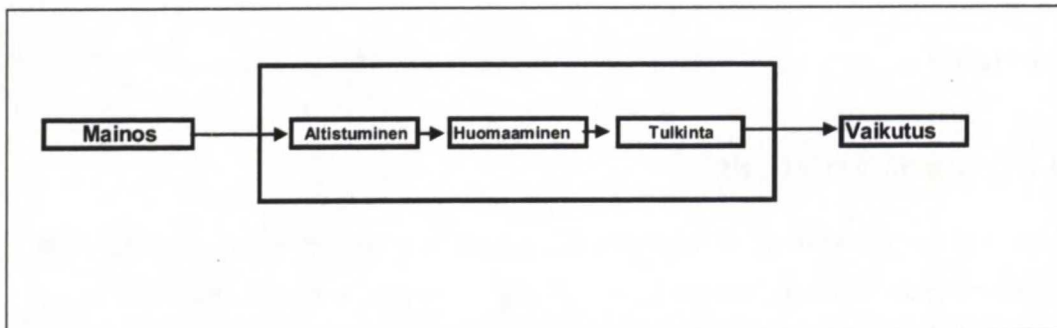 Mainos
Altistuminen
Huomaaminen
Tulkinta
Vaikutus